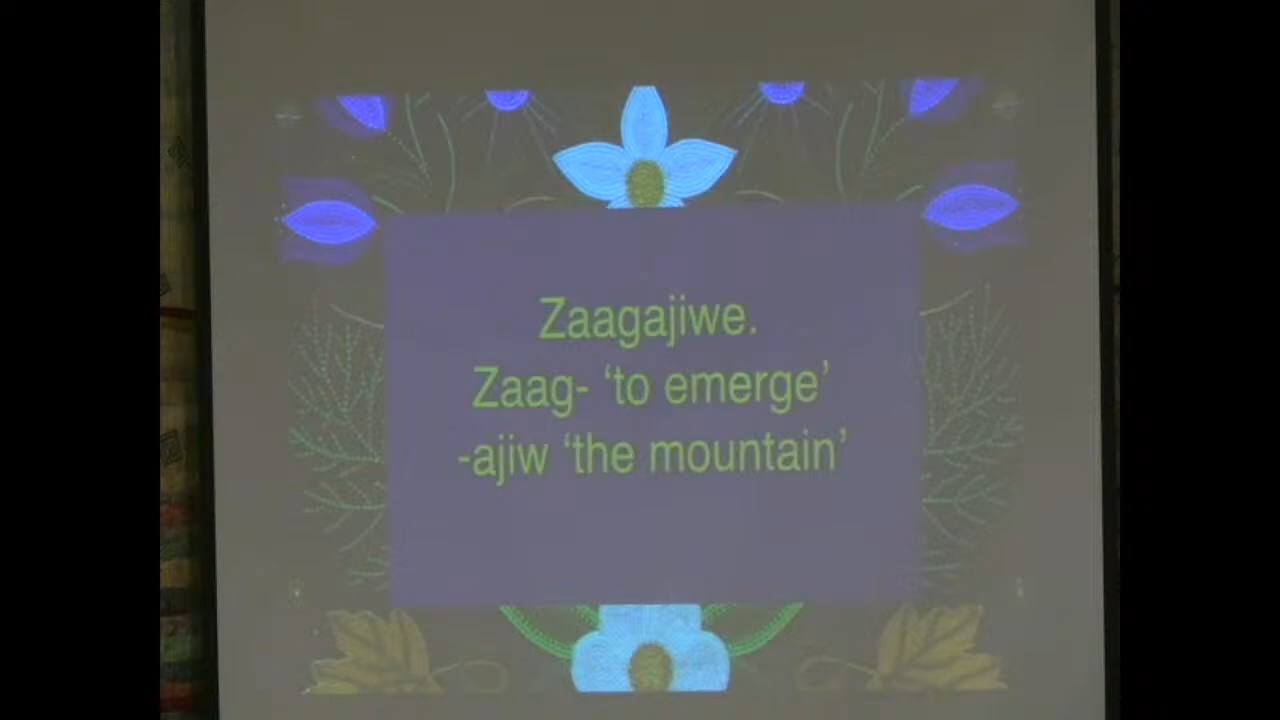 Zaagajiwe.
Zaag- ‘to emerge’
-ajiw ‘the mountain’